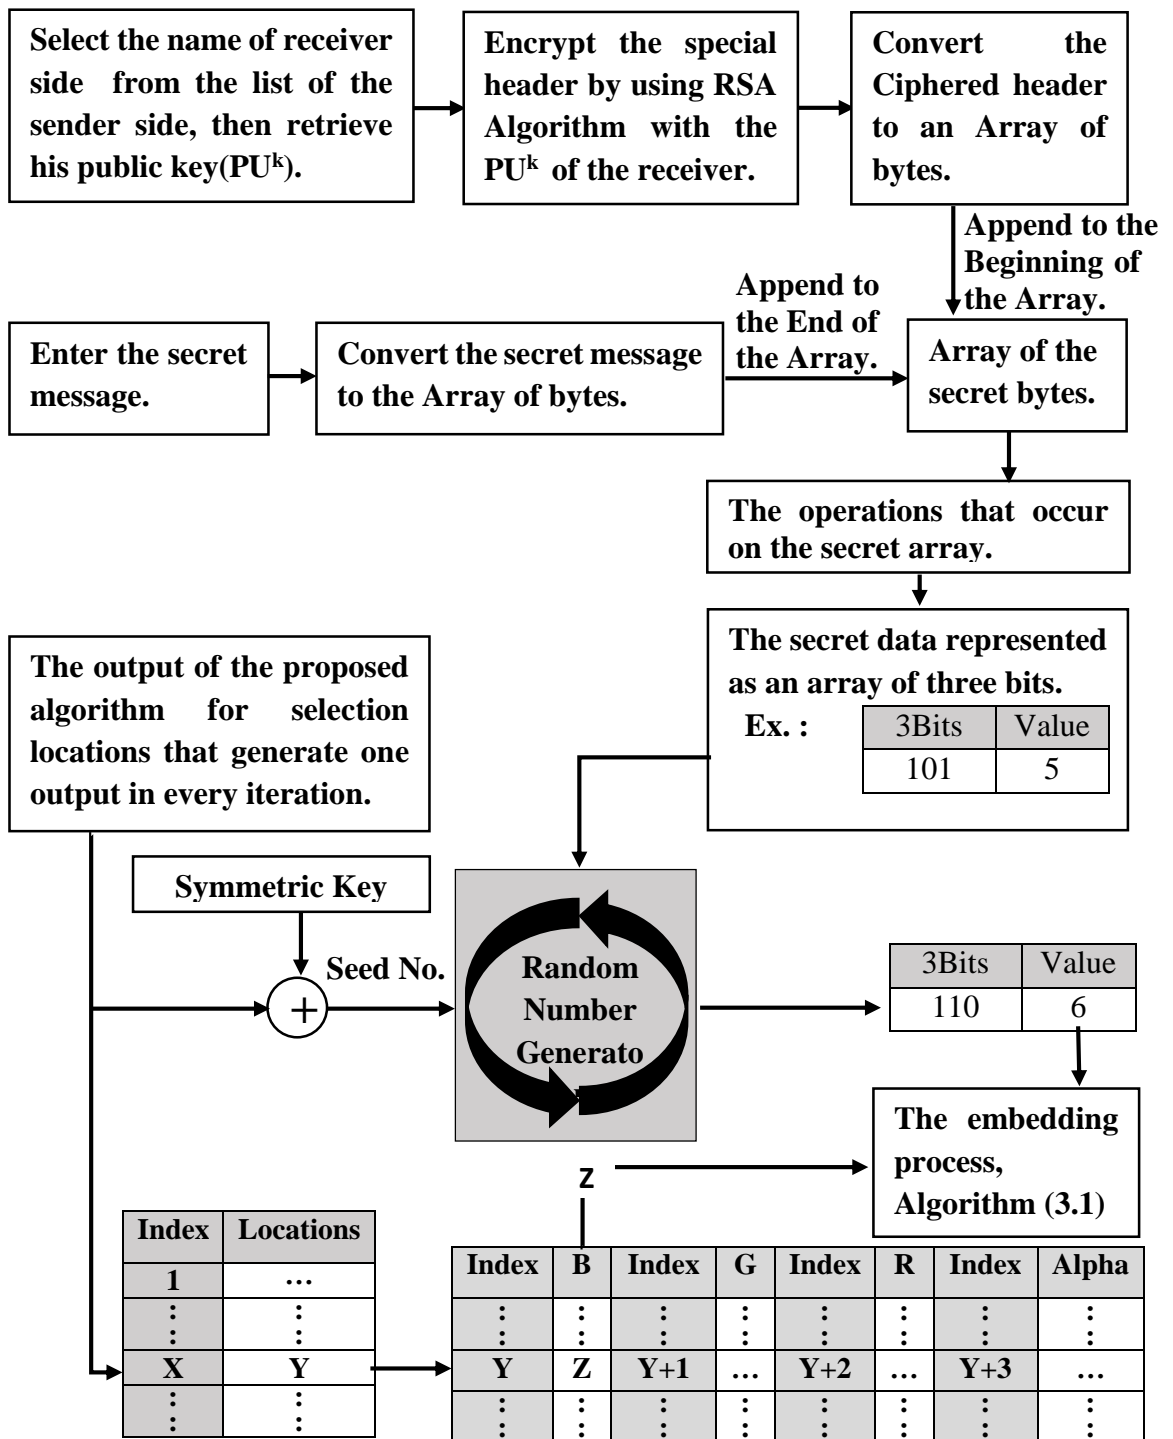 Select the name of receiver
side from the list of the
sender side, then retrieve
his public key(PU^k).
Encrypt the special
header by using RSA
Algorithm with the
PU^k of the receiver.
Convert the
Ciphered header
to an Array of
bytes.
Append to the
Beginning of
the Array.
Append to
the End of
the Array.
Enter the secret
message.
Convert the secret message
to the Array of bytes.
Array of the
secret bytes.
The operations that occur
on the secret array.
The secret data represented
as an array of three bits.
Ex. :
3Bits Value
101 5
The output of the proposed
algorithm for selection
locations that generate one
output in every iteration.
Symmetric Key
+
Seed No.
Random
Number
Generato
3Bits Value
110 6
The embedding
process,
Algorithm (3.1)
Z
Index Locations
1 ...
⋮ ⋮
X Y
⋮ ⋮
Index B Index G Index R Index Alpha
⋮ ⋮ ⋮ ⋮ ⋮ ⋮ ⋮ ⋮
Y Z Y+1 ... Y+2 ... Y+3 ...
⋮ ⋮ ⋮ ⋮ ⋮ ⋮ ⋮ ⋮